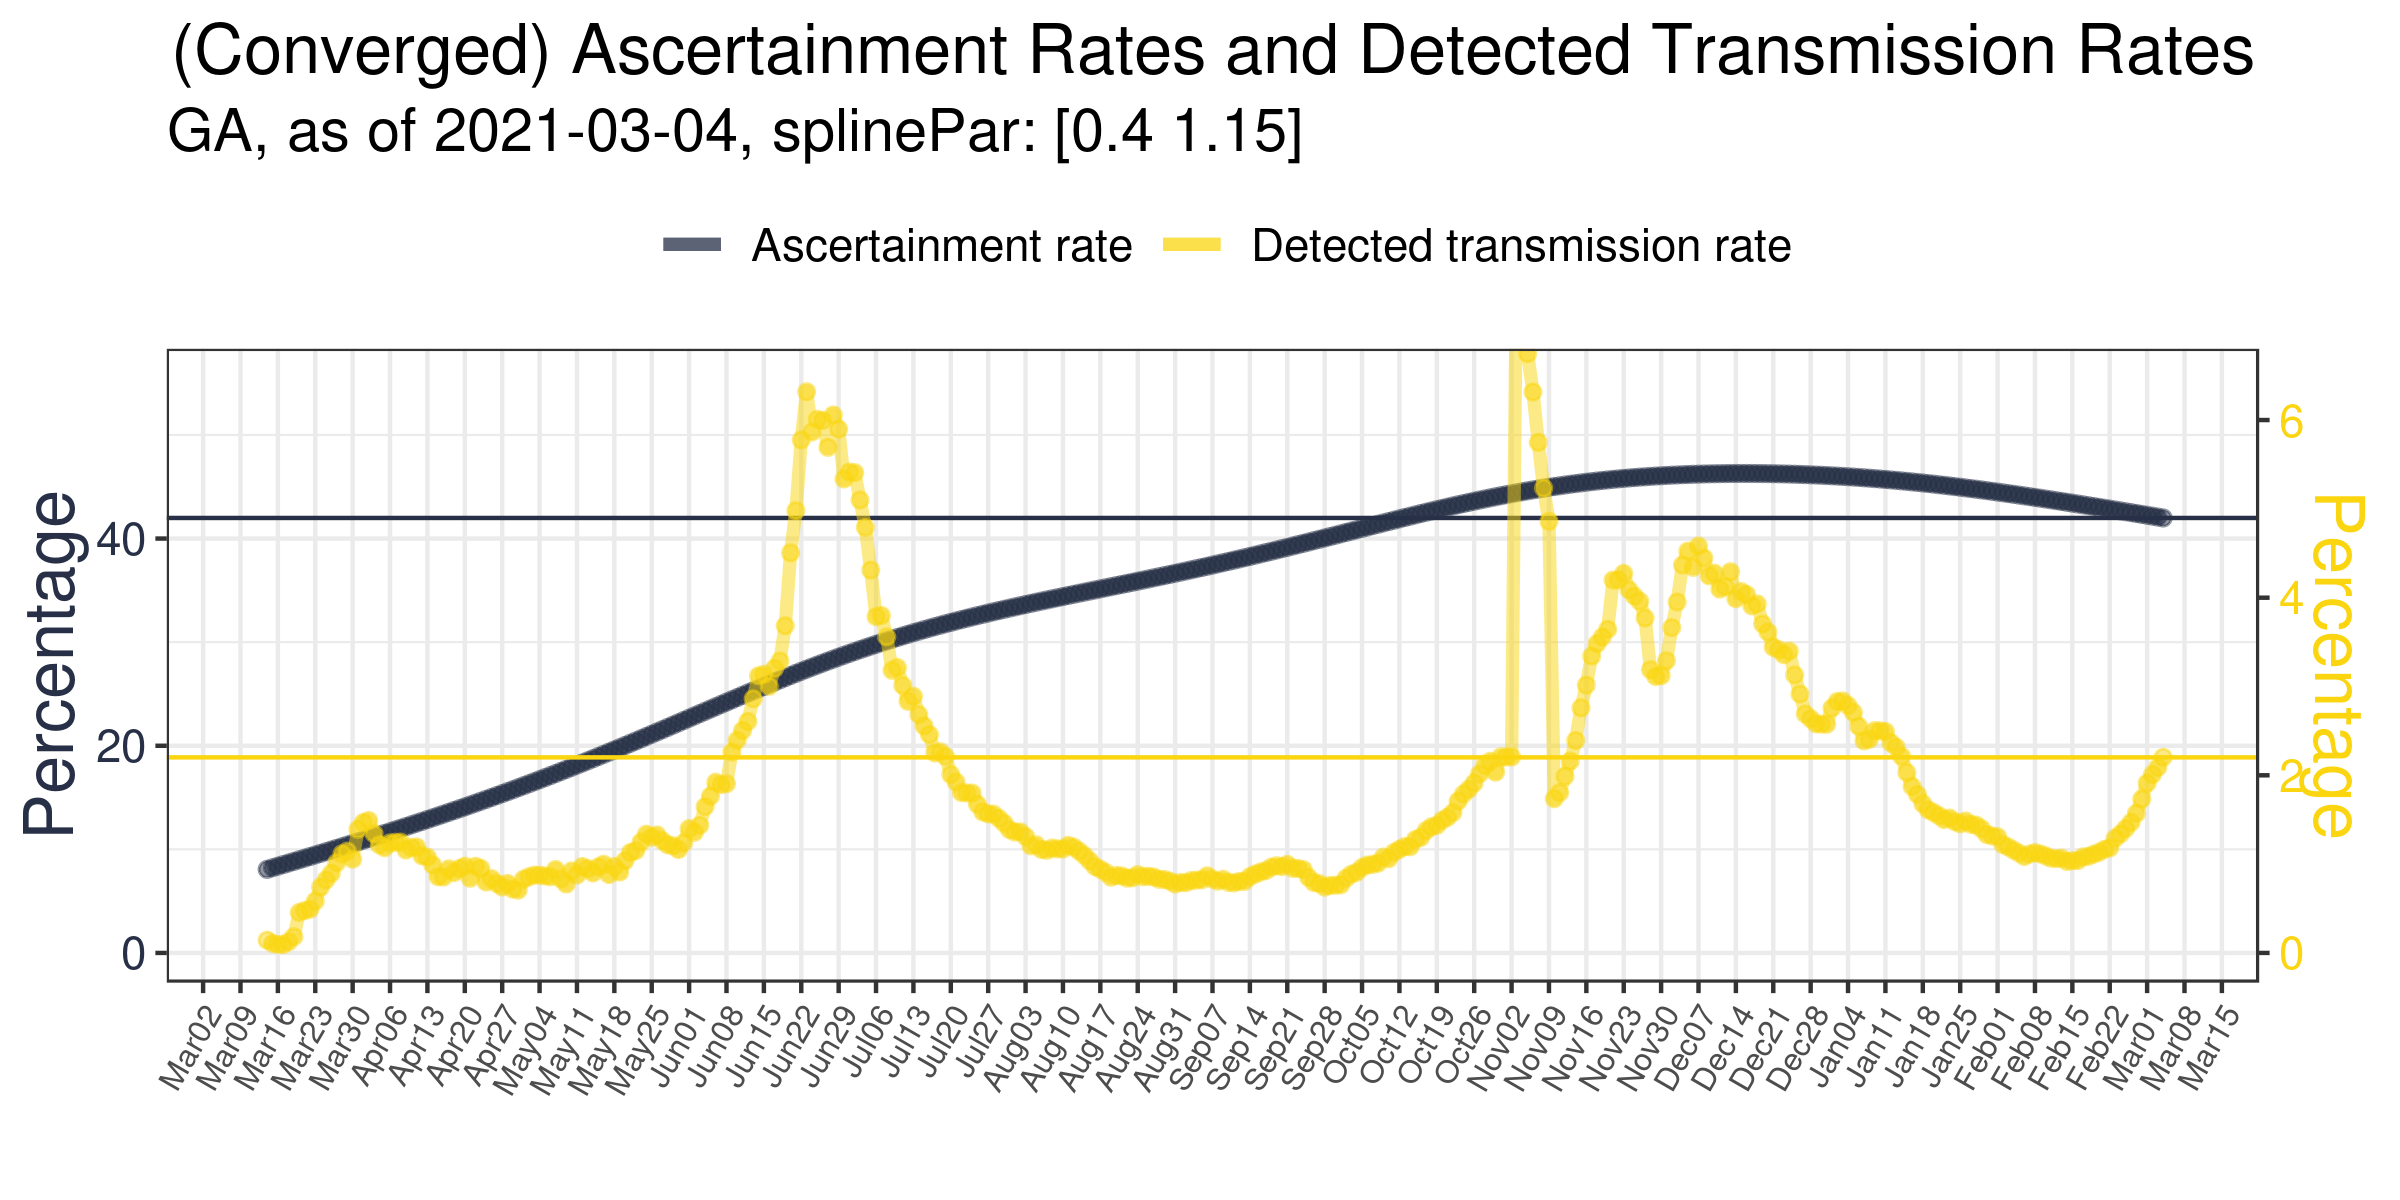 (Converged) Ascertainment Rates and Detected Transmission Rates
GA, as of 2021-03-04, splinePar: [0.4 1.15]
Ascertainment rate Detected transmission rate
Percentage
40
20
0
6
4
2
0
Percentage
Mar02 Mar09 Mar16 Mar23 Mar30 Apr06 Apr13 Apr20 Apr27 May04 May11 May18 May25 Jun01 Jun08 Jun15 Jun22 Jun29 Jul06 Jul13 Jul20 Jul27 Aug03 Aug10 Aug17 Aug24 Aug31 Sep07 Sep14 Sep21 Sep28 Oct05 Oct12 Oct19 Oct26 Nov02 Nov09 Nov16 Nov23 Nov30 Dec07 Dec14 Dec21 Dec28 Jan04 Jan11 Jan18 Jan25 Feb01 Feb08 Feb15 Feb22 Mar01 Mar08 Mar15